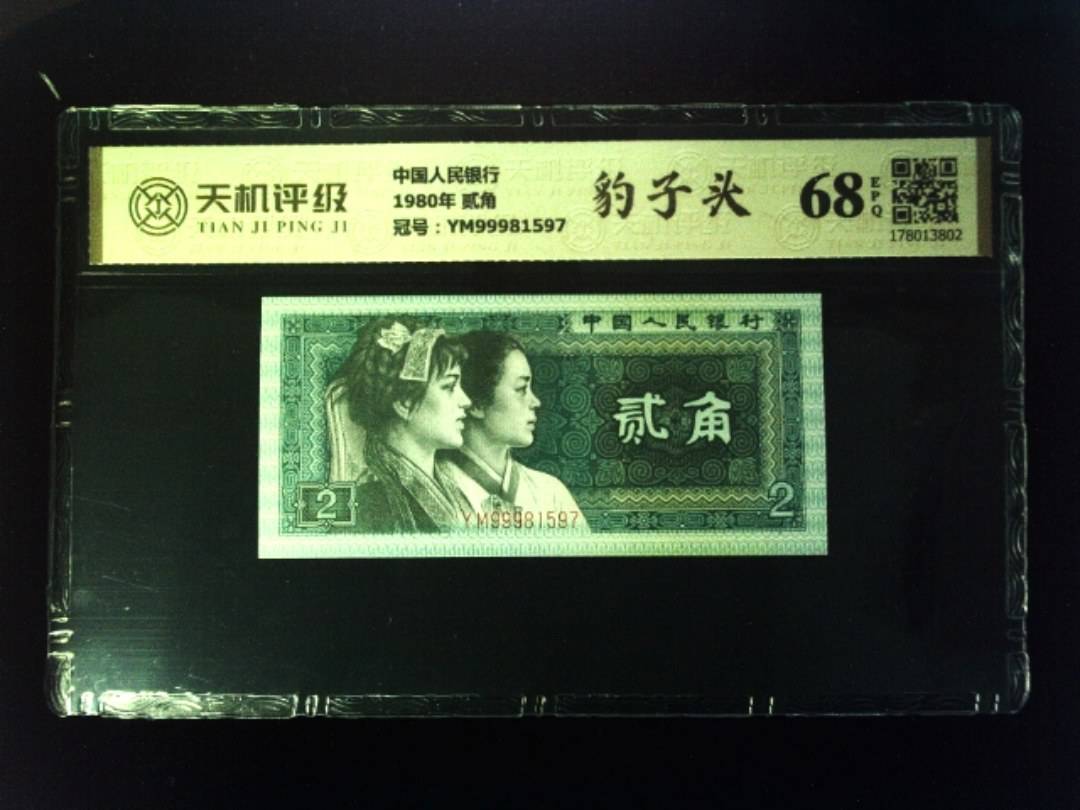 天机评级
TIAN JI PING JI
中国人民银行
1980年 贰角
冠号：YM99981597
豹子头
68
EPQ
178013802
中国人民银行
贰角
2
YM99981597
2